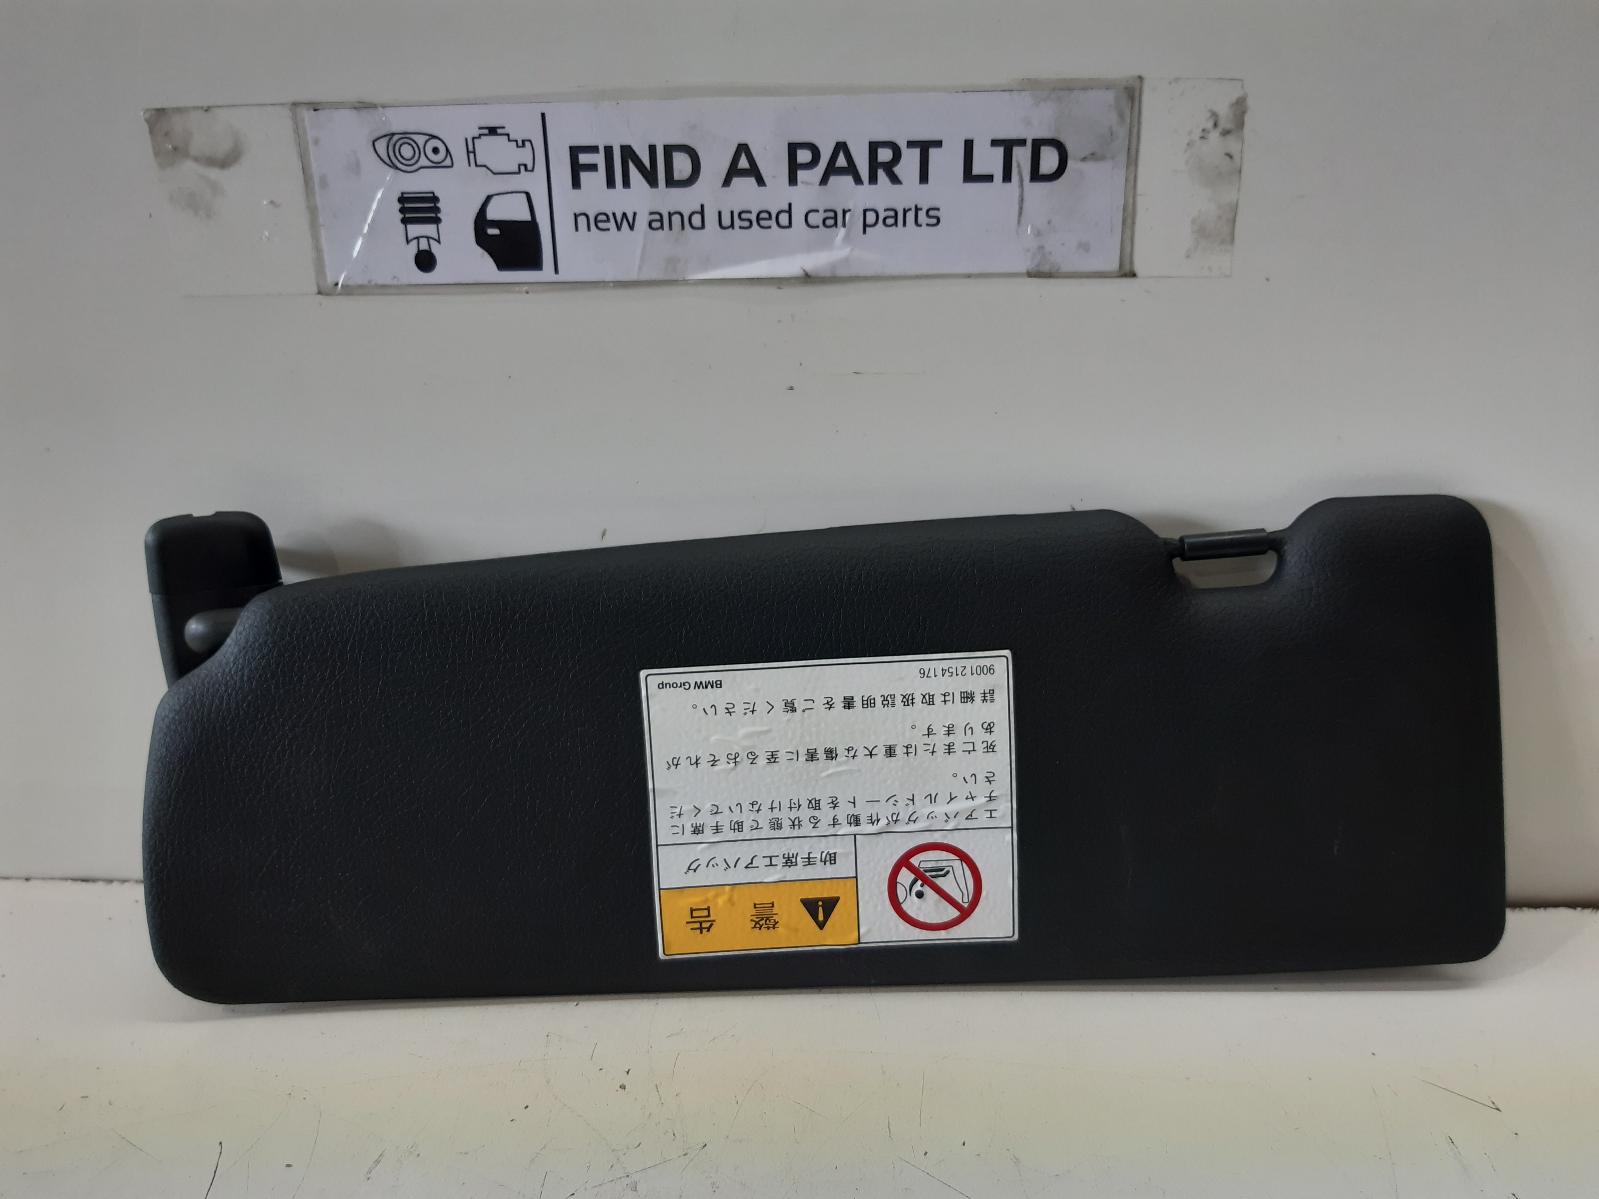 FIND A PART LTD
new and used car parts
警告
助手席エアバッグ
エアバッグが作動する状態で助手席に
チャイルドシートを取付けないでくだ
さい。
死亡または重大な傷害に至るおそれが
あります。
詳細は取扱説明書をご覧ください。
90012154176 BMW Group